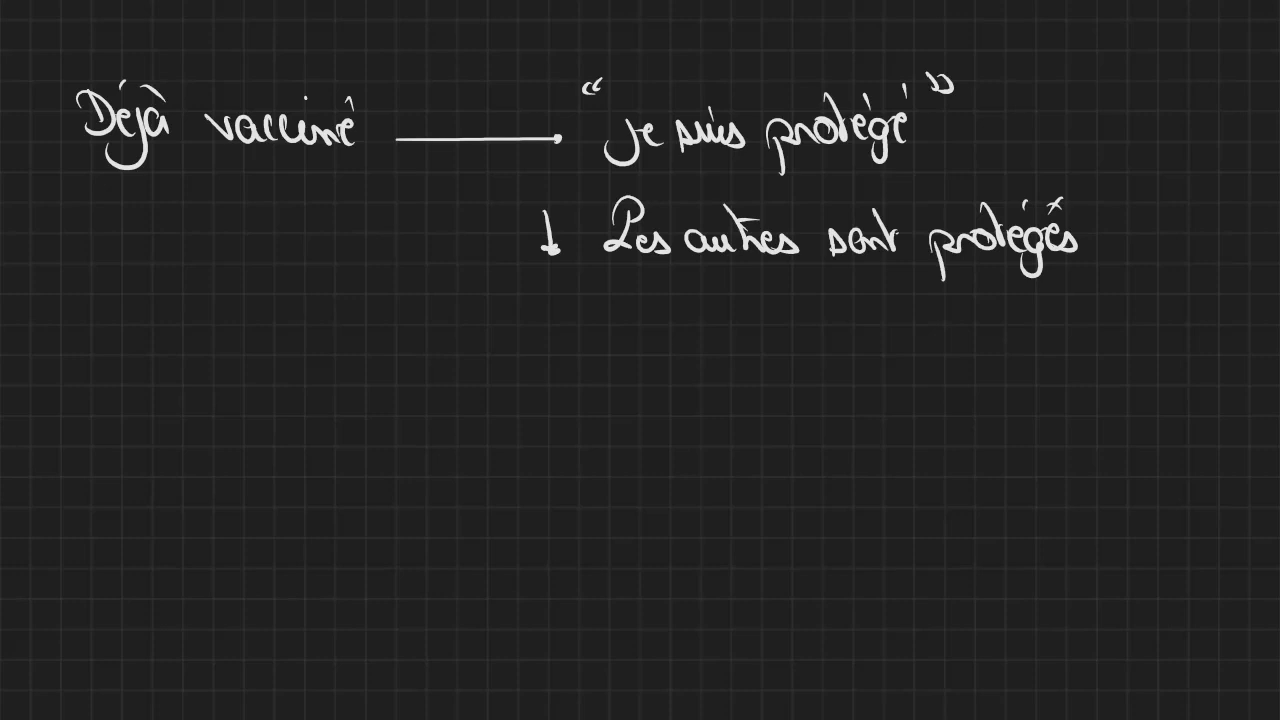 Déjà vacciné → “Je suis protégé”
↓ Les autres sont protégés